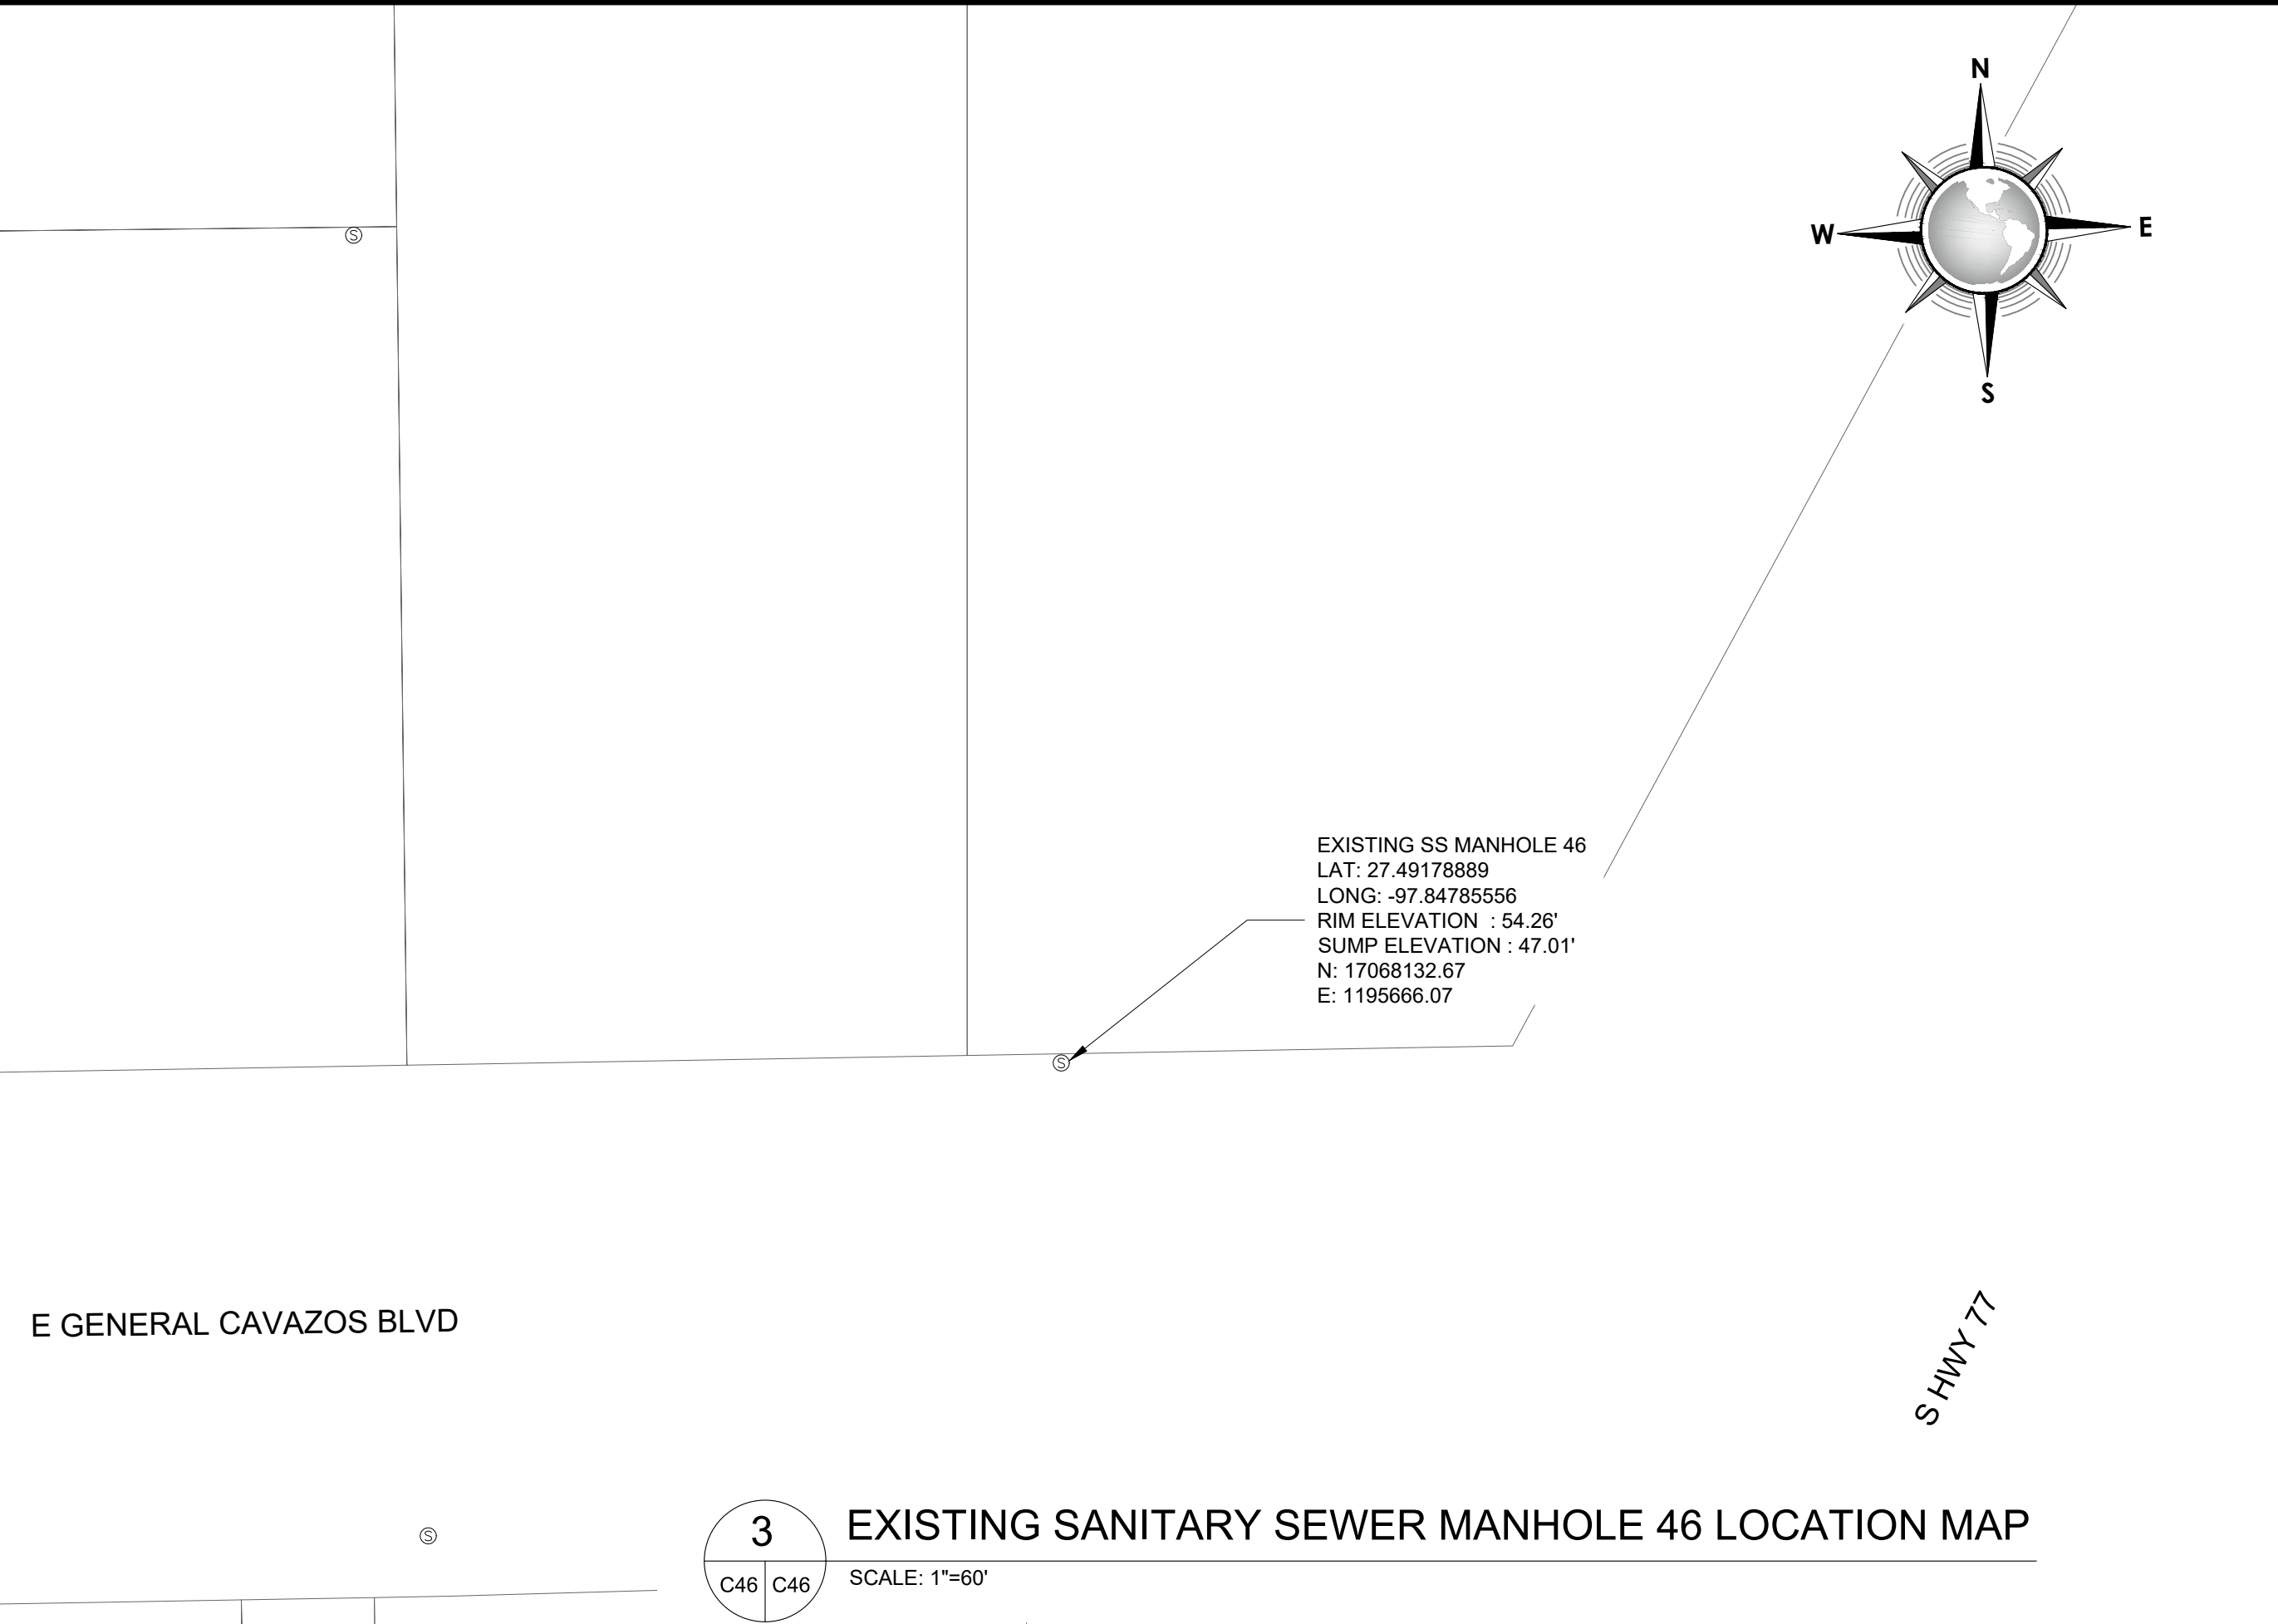 N
W
E
S
S
EXISTING SS MANHOLE 46
LAT: 27.49178889
LONG: -97.84785556
RIM ELEVATION : 54.26'
SUMP ELEVATION : 47.01'
N: 17068132.67
E: 1195666.07
S
E GENERAL CAVAZOS BLVD
S HWY 77
S
3
C46 C46
EXISTING SANITARY SEWER MANHOLE 46 LOCATION MAP
SCALE: 1"=60'